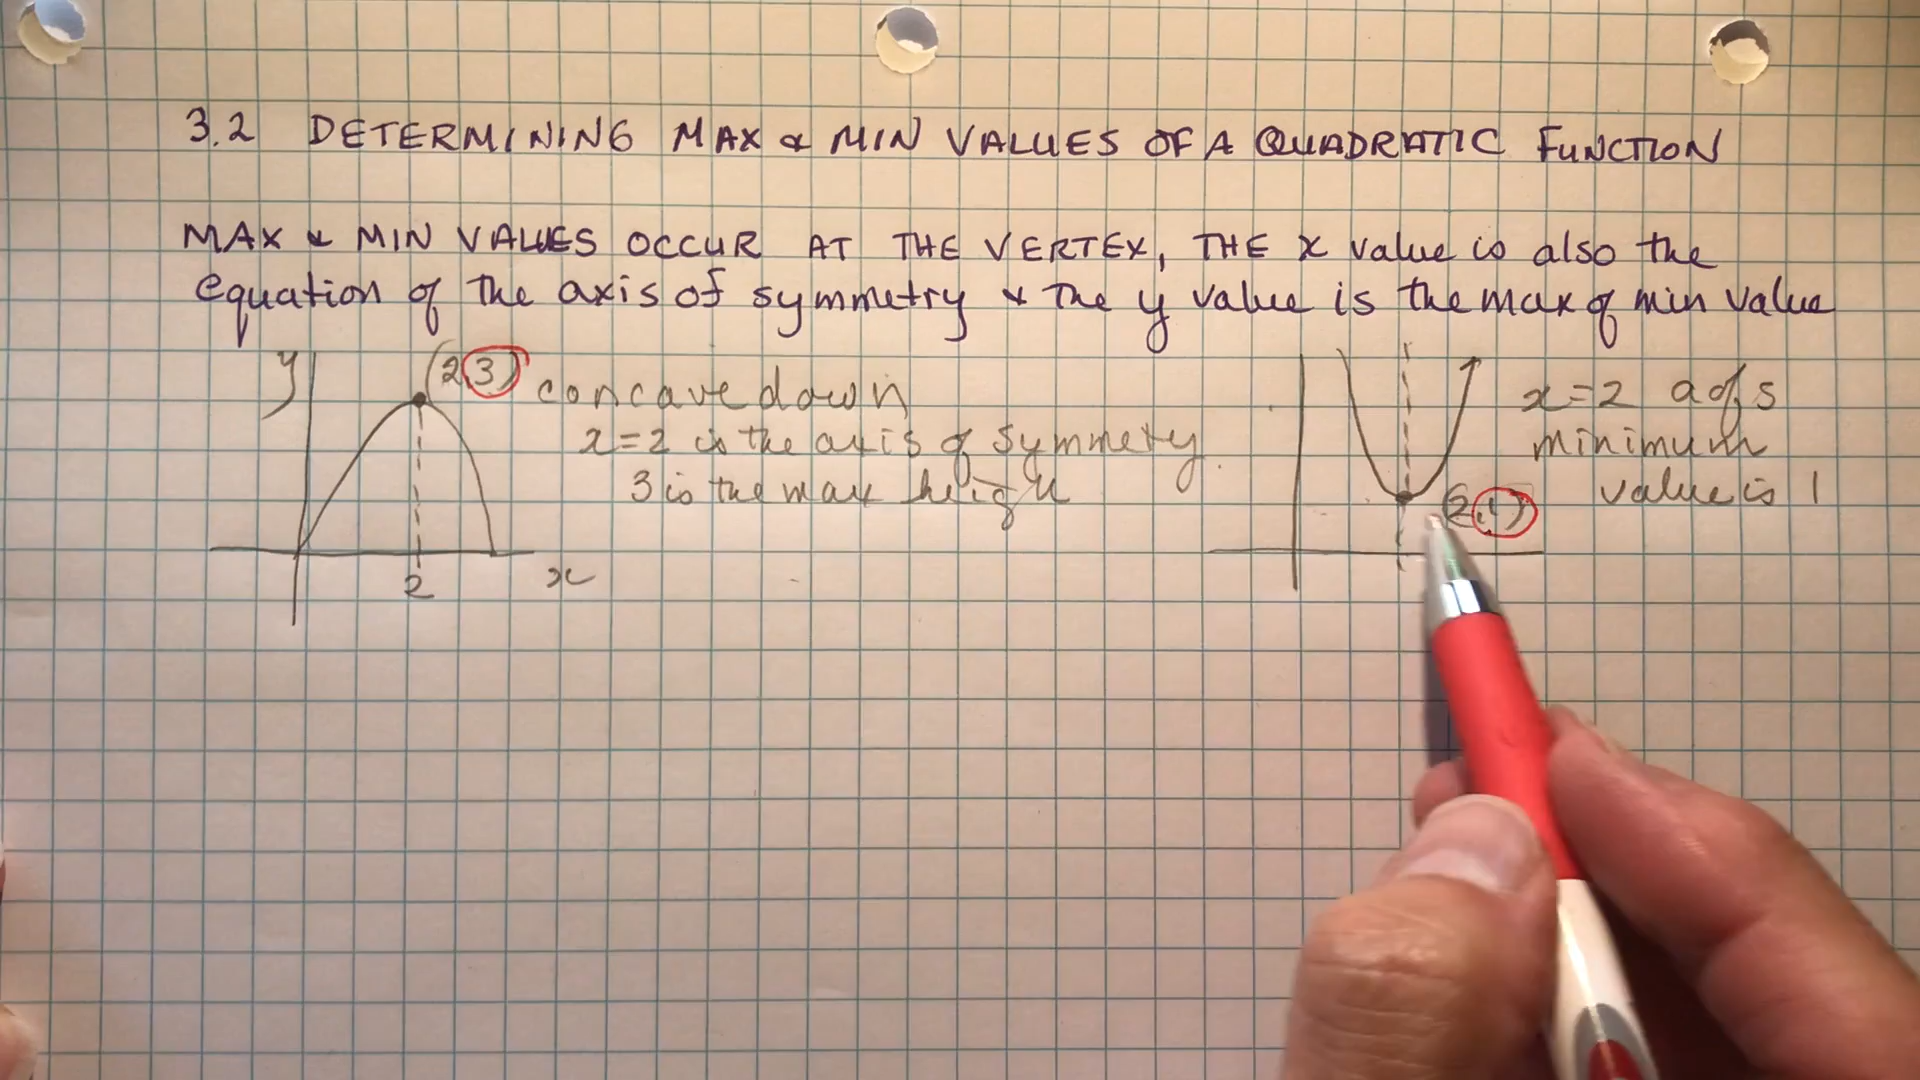 3.2 DETERMINING MAX & MIN VALUES OF A QUADRATIC FUNCTION
MAX & MIN VALUES OCCUR AT THE VERTEX, THE x value is also the
equation of the axis of symmetry & the y value is the max of min value
y
(2,3)
concave down
x=2 is the axis of symmetry.
3 is the max
2
x
x=2 a of s
minimum
value is 1
(2,1)